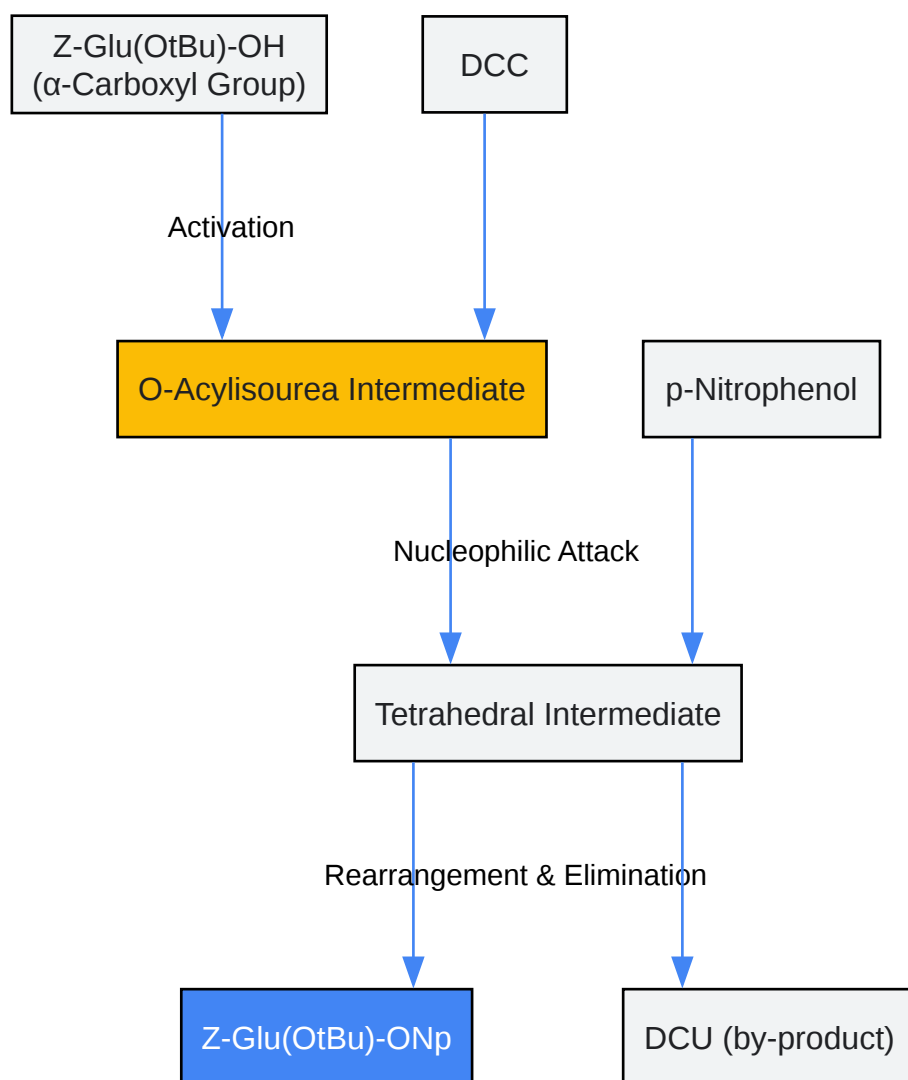 Z-Glu(OtBu)-OH
(α-Carboxyl Group)
DCC
Activation
O-Acylisourea Intermediate
p-Nitrophenol
Nucleophilic Attack
Tetrahedral Intermediate
Rearrangement & Elimination
Z-Glu(OtBu)-ONp
DCU (by-product)